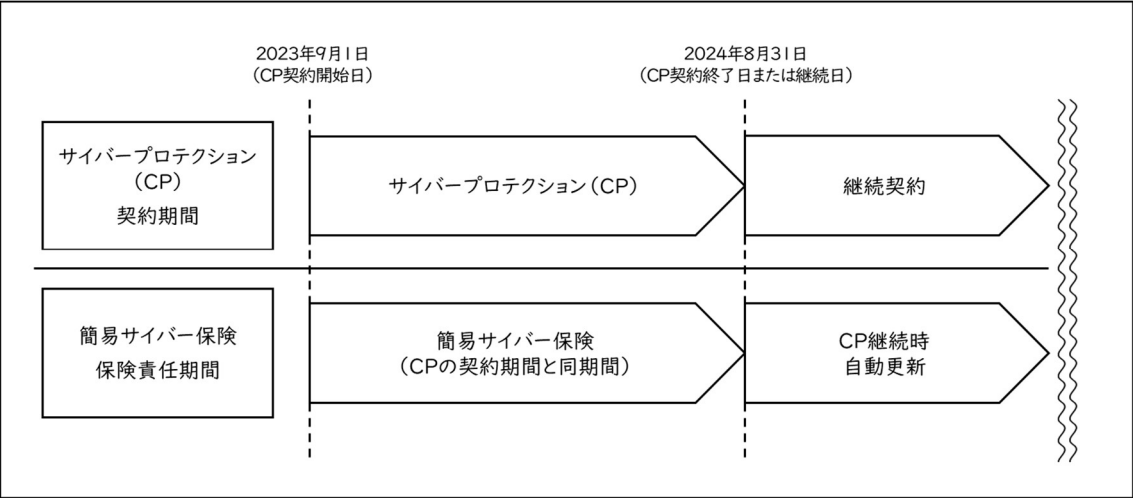 2023年9月1日
（CP契約開始日）
2024年8月31日
（CP契約終了日または継続日）
サイバープロテクション
（CP）
契約期間
サイバープロテクション（CP）
継続契約
簡易サイバー保険
保険責任期間
簡易サイバー保険
（CPの契約期間と同期間）
CP継続時
自動更新